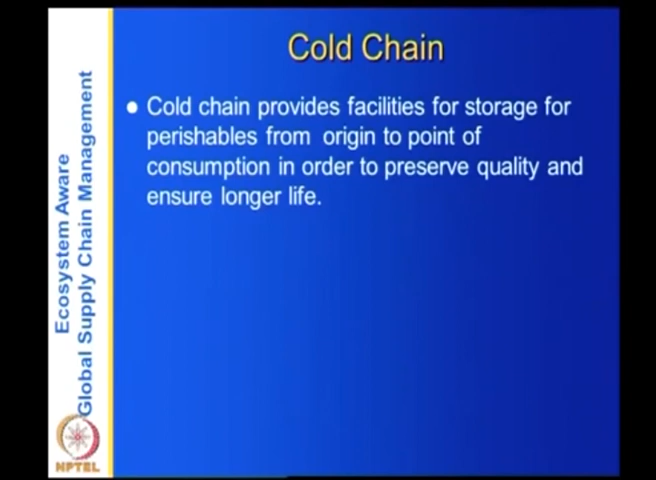 Cold Chain
Cold chain provides facilities for storage for
perishables from origin to point of
consumption in order to preserve quality and
ensure longer life.
Ecosystem Aware
Global Supply Chain Management
NPTEL